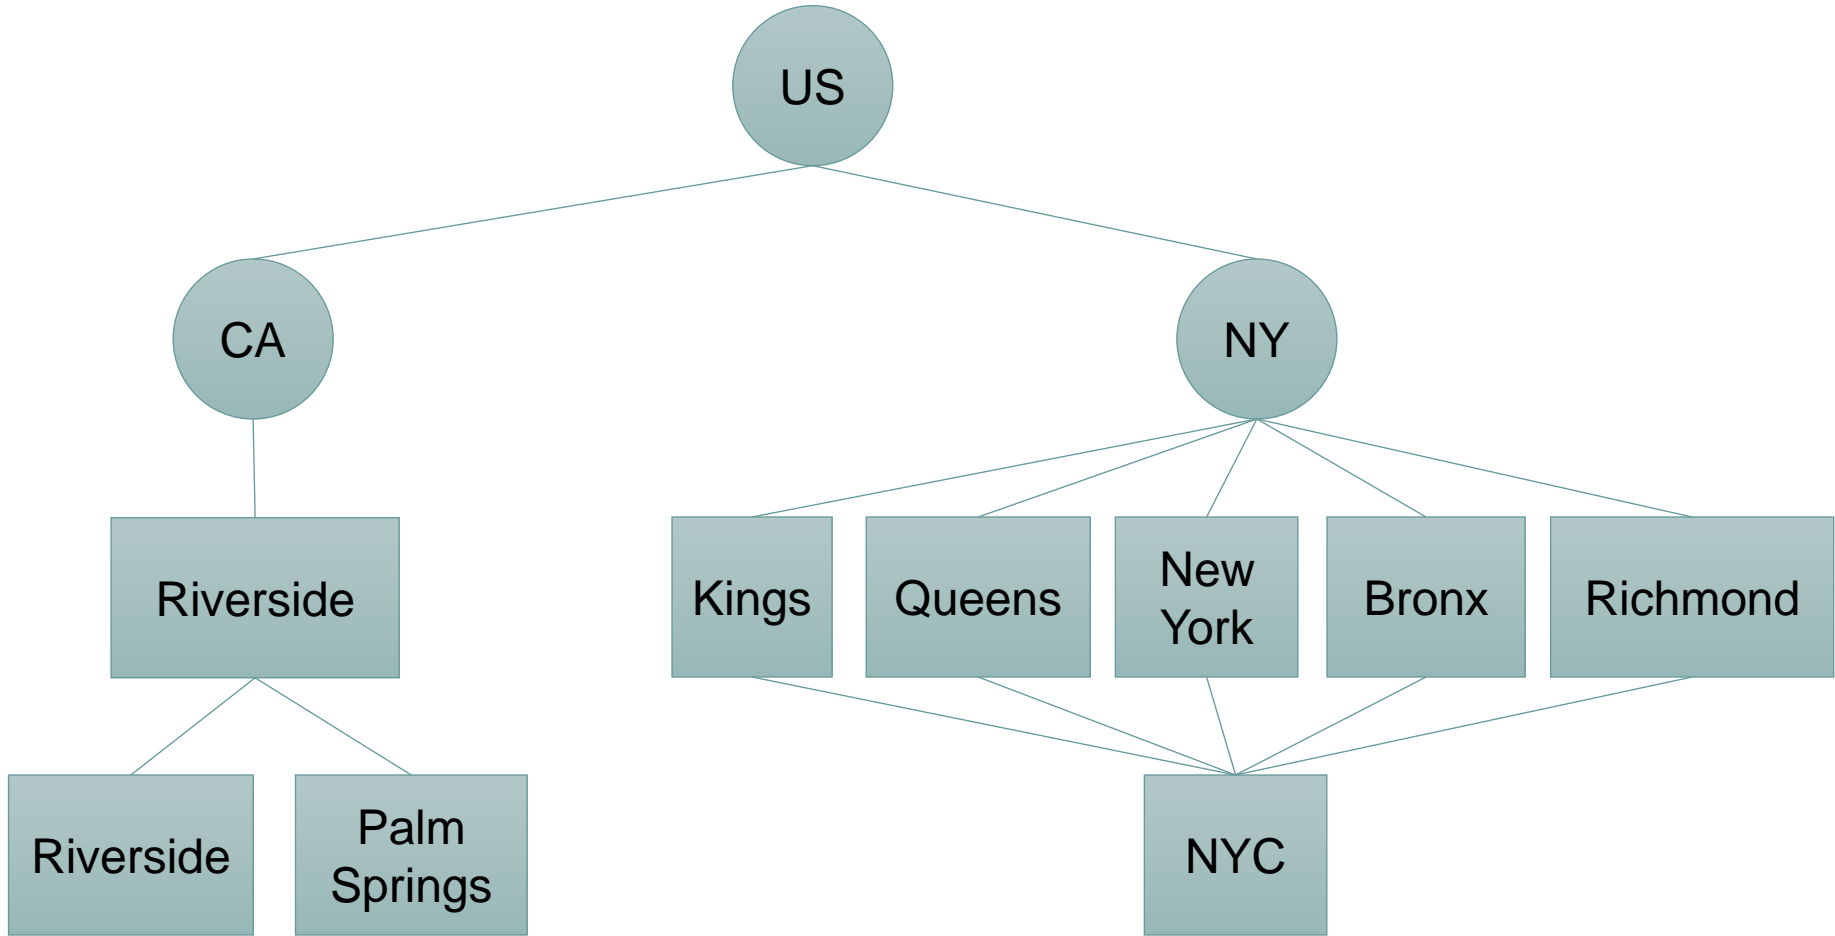 US
CA
NY
Riverside
Kings
Queens
New
York
Bronx
Richmond
Riverside
Palm
Springs
NYC